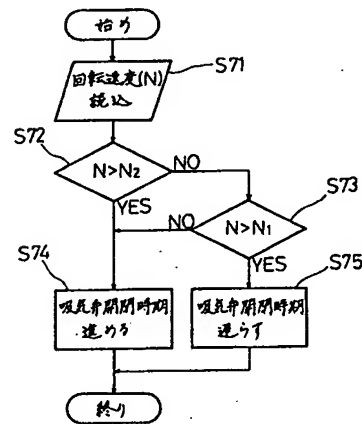 始め
S71
回転速度(N)
読込
S72
N>N₂
NO
YES
S73
N>N₁
NO
YES
S74
吸気弁開閉時期
進める
S75
吸気弁開閉時期
遅らす
終り